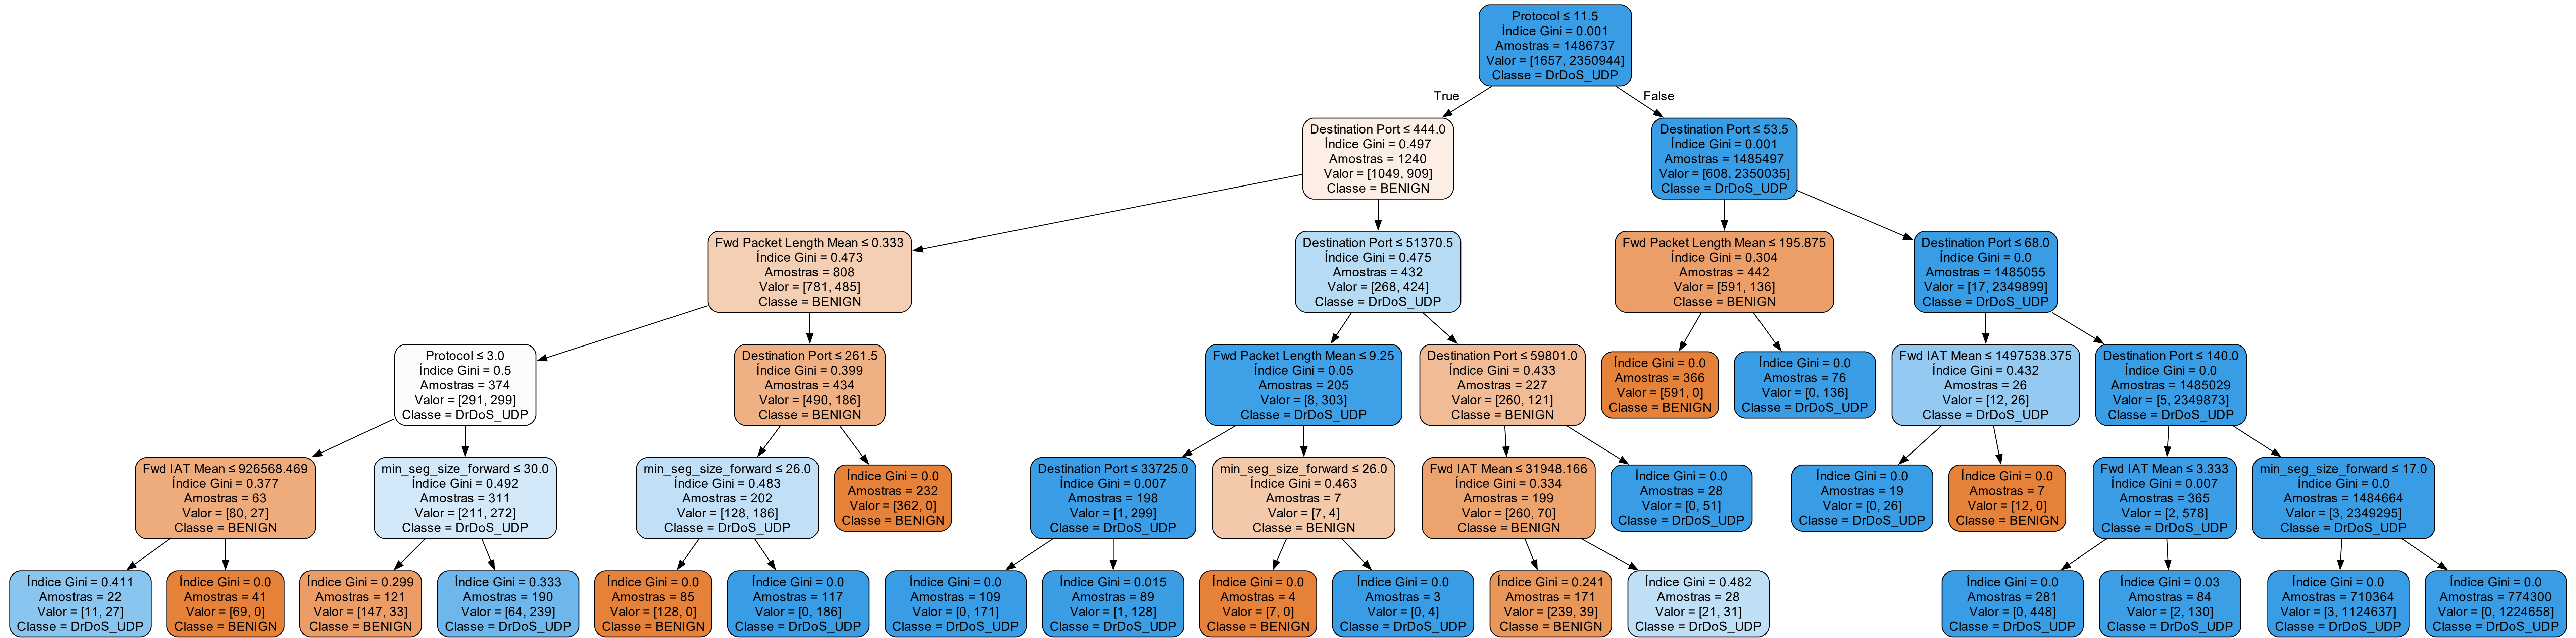 Protocol ≤ 11.5
Índice Gini = 0.001
Amostras = 1486737
Valor = [1657, 2350944]
Classe = DrDoS_UDP
True
False
Destination Port ≤ 444.0
Índice Gini = 0.497
Amostras = 1240
Valor = [1049, 909]
Classe = BENIGN
Destination Port ≤ 53.5
Índice Gini = 0.001
Amostras = 1485497
Valor = [608, 2350035]
Classe = DrDoS_UDP
Fwd Packet Length Mean ≤ 0.333
Índice Gini = 0.473
Amostras = 808
Valor = [781, 485]
Classe = BENIGN
Destination Port ≤ 51370.5
Índice Gini = 0.475
Amostras = 432
Valor = [268, 424]
Classe = DrDoS_UDP
Fwd Packet Length Mean ≤ 195.875
Índice Gini = 0.304
Amostras = 442
Valor = [591, 136]
Classe = BENIGN
Destination Port ≤ 68.0
Índice Gini = 0.0
Amostras = 1485055
Valor = [17, 2349899]
Classe = DrDoS_UDP
Protocol ≤ 3.0
Índice Gini = 0.5
Amostras = 374
Valor = [291, 299]
Classe = DrDoS_UDP
Destination Port ≤ 261.5
Índice Gini = 0.399
Amostras = 434
Valor = [490, 186]
Classe = BENIGN
Fwd Packet Length Mean ≤ 9.25
Índice Gini = 0.05
Amostras = 205
Valor = [8, 303]
Classe = DrDoS_UDP
Destination Port ≤ 59801.0
Índice Gini = 0.433
Amostras = 227
Valor = [260, 121]
Classe = BENIGN
Índice Gini = 0.0
Amostras = 366
Valor = [591, 0]
Classe = BENIGN
Índice Gini = 0.0
Amostras = 76
Valor = [0, 136]
Classe = DrDoS_UDP
Fwd IAT Mean ≤ 1497538.375
Índice Gini = 0.432
Amostras = 26
Valor = [12, 26]
Classe = DrDoS_UDP
Destination Port ≤ 140.0
Índice Gini = 0.0
Amostras = 1485029
Valor = [5, 2349873]
Classe = DrDoS_UDP
Fwd IAT Mean ≤ 926568.469
Índice Gini = 0.377
Amostras = 63
Valor = [80, 27]
Classe = BENIGN
min_seg_size_forward ≤ 30.0
Índice Gini = 0.492
Amostras = 311
Valor = [211, 272]
Classe = DrDoS_UDP
min_seg_size_forward ≤ 26.0
Índice Gini = 0.483
Amostras = 202
Valor = [128, 186]
Classe = DrDoS_UDP
Índice Gini = 0.0
Amostras = 232
Valor = [362, 0]
Classe = BENIGN
Destination Port ≤ 33725.0
Índice Gini = 0.007
Amostras = 198
Valor = [1, 299]
Classe = DrDoS_UDP
min_seg_size_forward ≤ 26.0
Índice Gini = 0.463
Amostras = 7
Valor = [7, 4]
Classe = BENIGN
Fwd IAT Mean ≤ 31948.166
Índice Gini = 0.334
Amostras = 199
Valor = [260, 70]
Classe = BENIGN
Índice Gini = 0.0
Amostras = 28
Valor = [0, 51]
Classe = DrDoS_UDP
Índice Gini = 0.0
Amostras = 19
Valor = [0, 26]
Classe = DrDoS_UDP
Índice Gini = 0.0
Amostras = 7
Valor = [12, 0]
Classe = BENIGN
Fwd IAT Mean ≤ 3.333
Índice Gini = 0.007
Amostras = 365
Valor = [2, 578]
Classe = DrDoS_UDP
min_seg_size_forward ≤ 17.0
Índice Gini = 0.0
Amostras = 1484664
Valor = [3, 2349295]
Classe = DrDoS_UDP
Índice Gini = 0.411
Amostras = 22
Valor = [11, 27]
Classe = DrDoS_UDP
Índice Gini = 0.0
Amostras = 41
Valor = [69, 0]
Classe = BENIGN
Índice Gini = 0.299
Amostras = 121
Valor = [147, 33]
Classe = BENIGN
Índice Gini = 0.333
Amostras = 190
Valor = [64, 239]
Classe = DrDoS_UDP
Índice Gini = 0.0
Amostras = 85
Valor = [128, 0]
Classe = BENIGN
Índice Gini = 0.0
Amostras = 117
Valor = [0, 186]
Classe = DrDoS_UDP
Índice Gini = 0.0
Amostras = 109
Valor = [0, 171]
Classe = DrDoS_UDP
Índice Gini = 0.015
Amostras = 89
Valor = [1, 128]
Classe = DrDoS_UDP
Índice Gini = 0.0
Amostras = 4
Valor = [7, 0]
Classe = BENIGN
Índice Gini = 0.0
Amostras = 3
Valor = [0, 4]
Classe = DrDoS_UDP
Índice Gini = 0.241
Amostras = 171
Valor = [239, 39]
Classe = BENIGN
Índice Gini = 0.482
Amostras = 28
Valor = [21, 31]
Classe = DrDoS_UDP
Índice Gini = 0.0
Amostras = 281
Valor = [0, 448]
Classe = DrDoS_UDP
Índice Gini = 0.03
Amostras = 84
Valor = [2, 130]
Classe = DrDoS_UDP
Índice Gini = 0.0
Amostras = 710364
Valor = [3, 1124637]
Classe = DrDoS_UDP
Índice Gini = 0.0
Amostras = 774300
Valor = [0, 1224658]
Classe = DrDoS_UDP